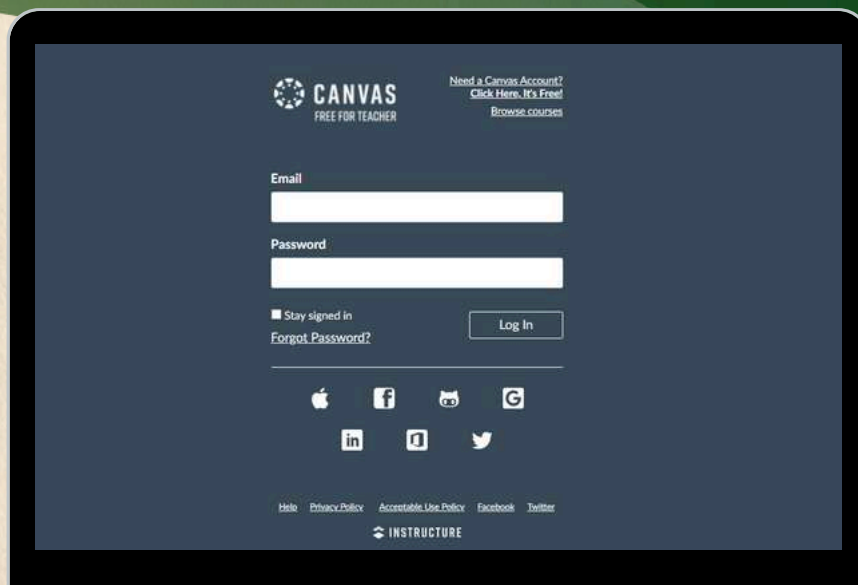 CANVAS
FREE FOR TEACHER
Need a Canvas Account?
Click Here, It's Free!
Browse courses
Email
Password
Stay signed in
Forgot Password?
Log In
Help Privacy Policy Acceptable Use Policy Facebook Twitter
INSTRUCTURE